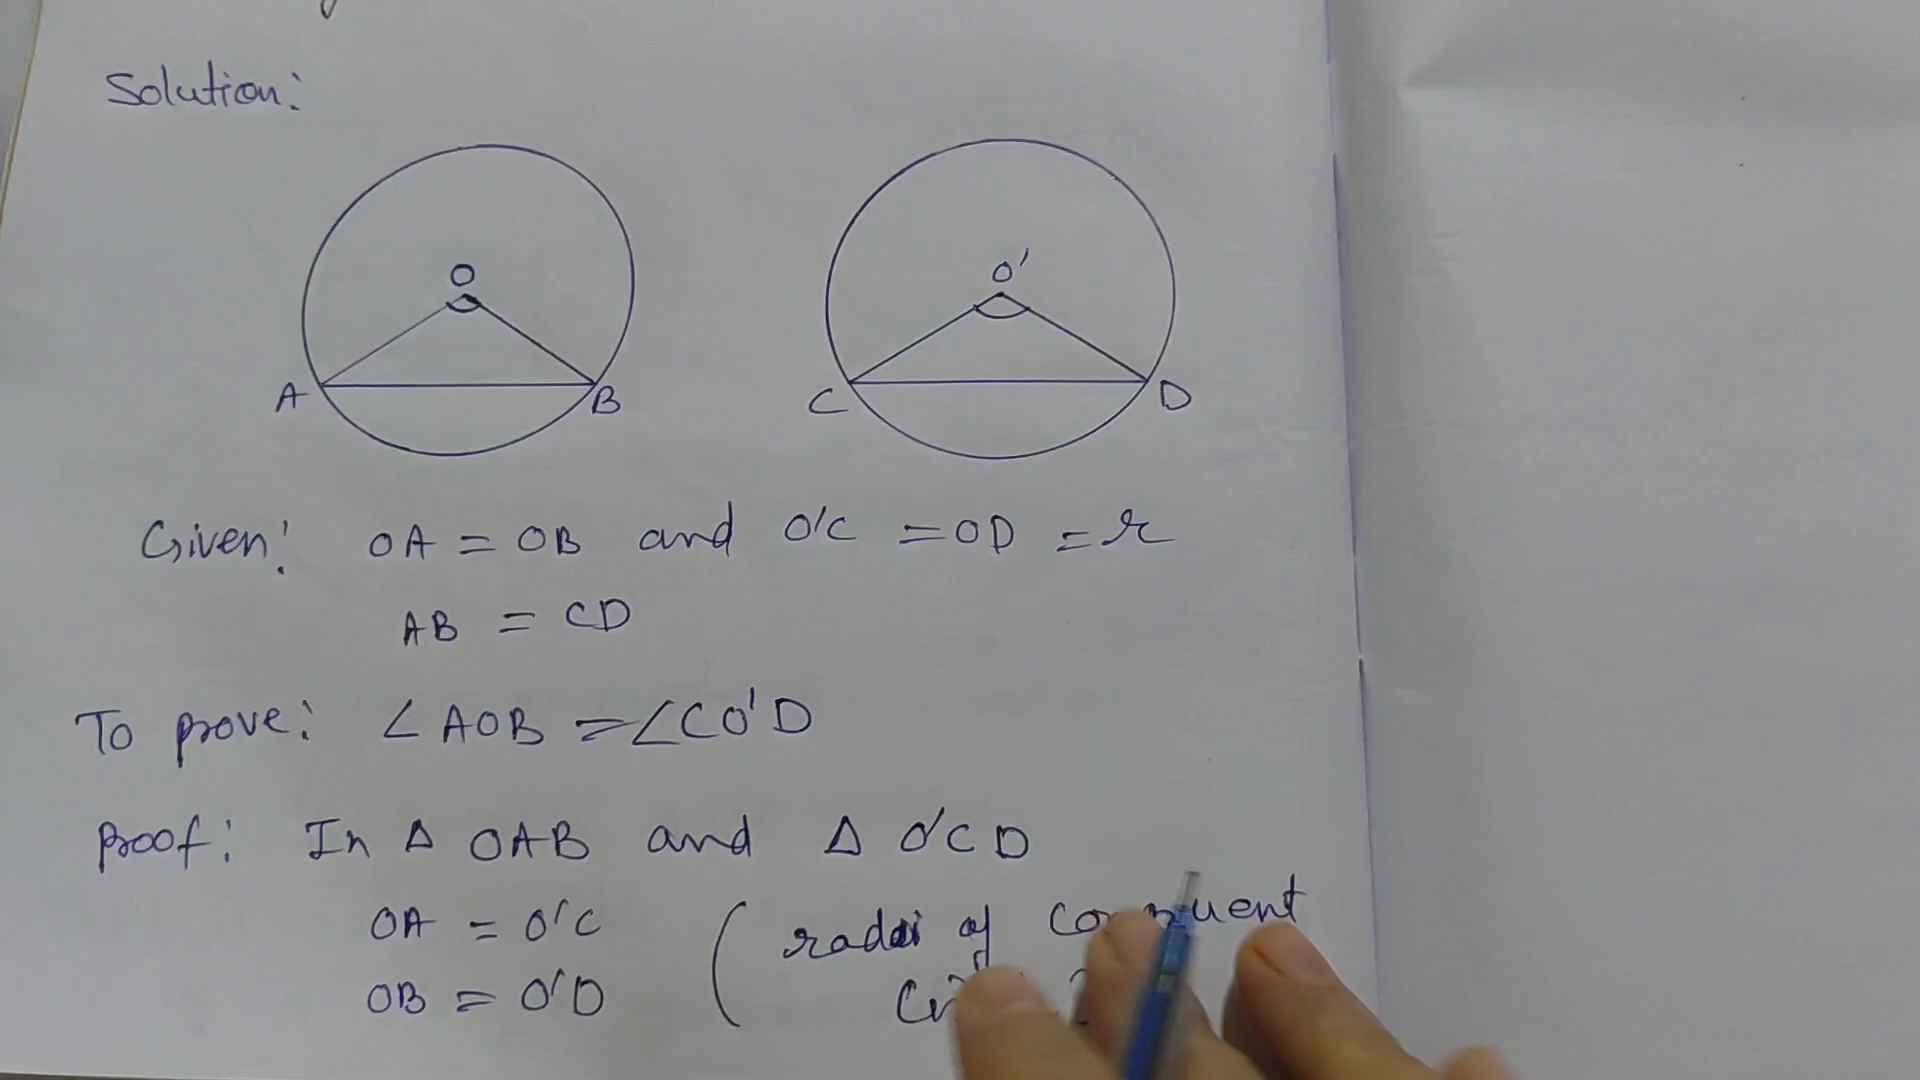 Solution:
O
O'
A
B
C
D
Given: OA = OB and O'C = OD = r
AB = CD
To prove: ∠AOB = ∠CO'D
Proof: In Δ OAB and Δ O'CD
OA = O'C (radii of
OB = O'D